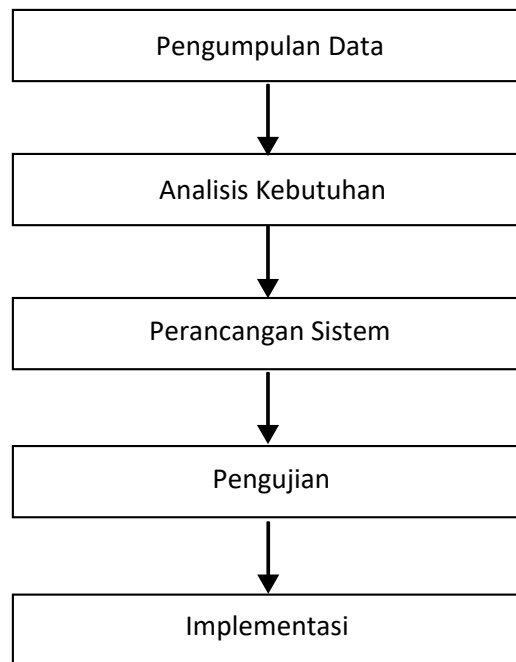 Pengumpulan Data
Analisis Kebutuhan
Perancangan Sistem
Pengujian
Implementasi